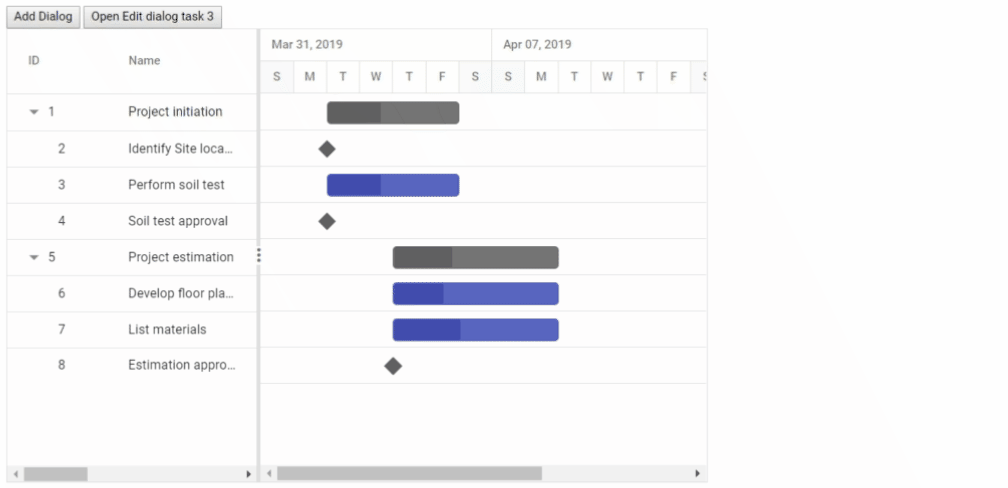 Add Dialog Open Edit dialog task 3
Mar 31, 2019 Apr 07, 2019
ID Name
S M T W T F S S M T W T F S
1 Project initiation
2 Identify Site loca...
3 Perform soil test
4 Soil test approval
5 Project estimation
6 Develop floor pla...
7 List materials
8 Estimation appro...